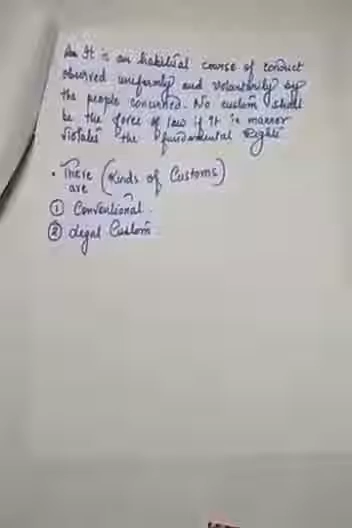 An It is an habitual course of conduct
observed uniformly and voluntarily by
the people concerned. No custom shall
be the force of law if it in manner
violates the fundamental Rights
• There (Kinds of Customs)
are
① Conventional.
② Legal Custom